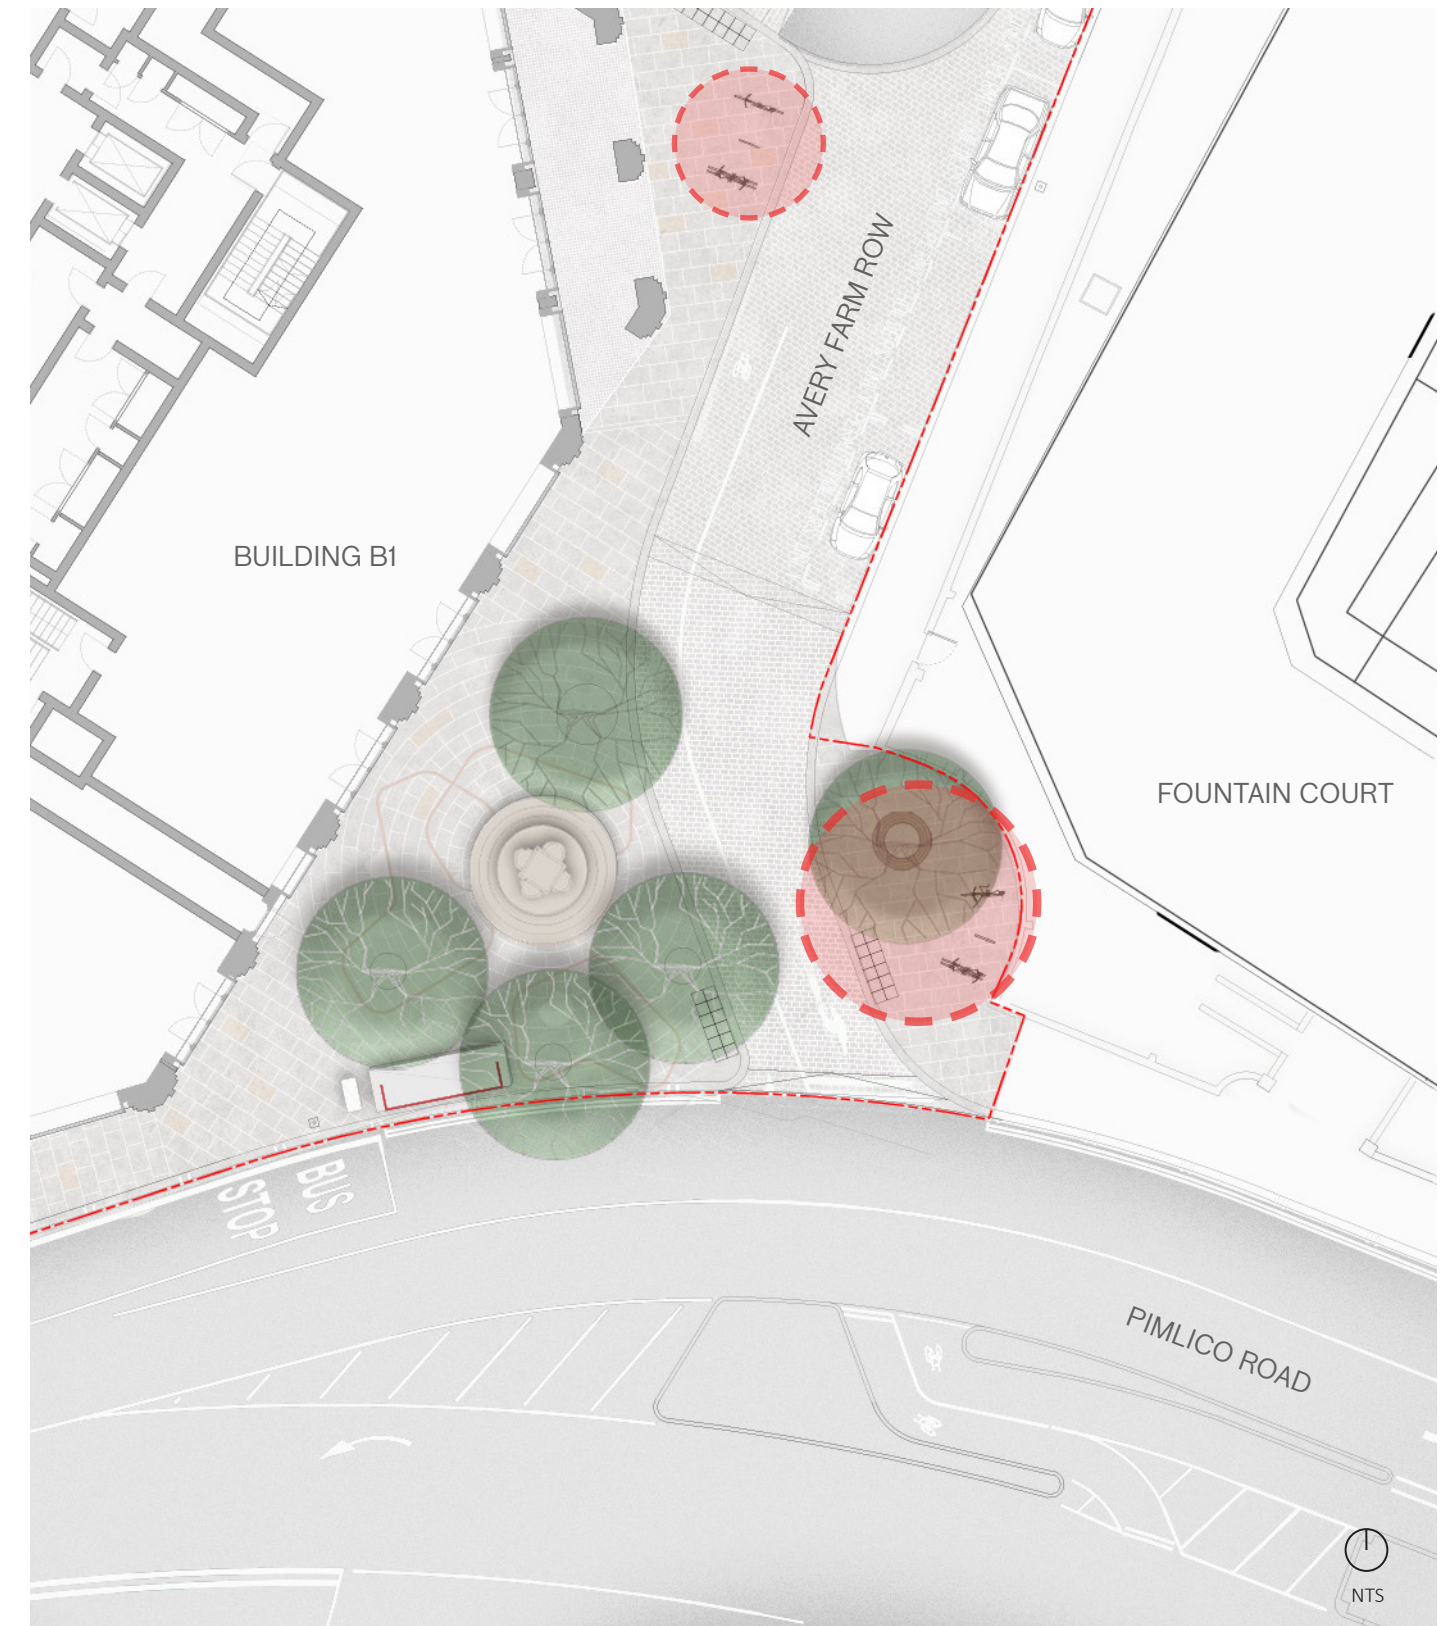 AVERY FARM ROW
BUILDING B1
FOUNTAIN COURT
BUS
STOP
PIMLICO ROAD
NTS